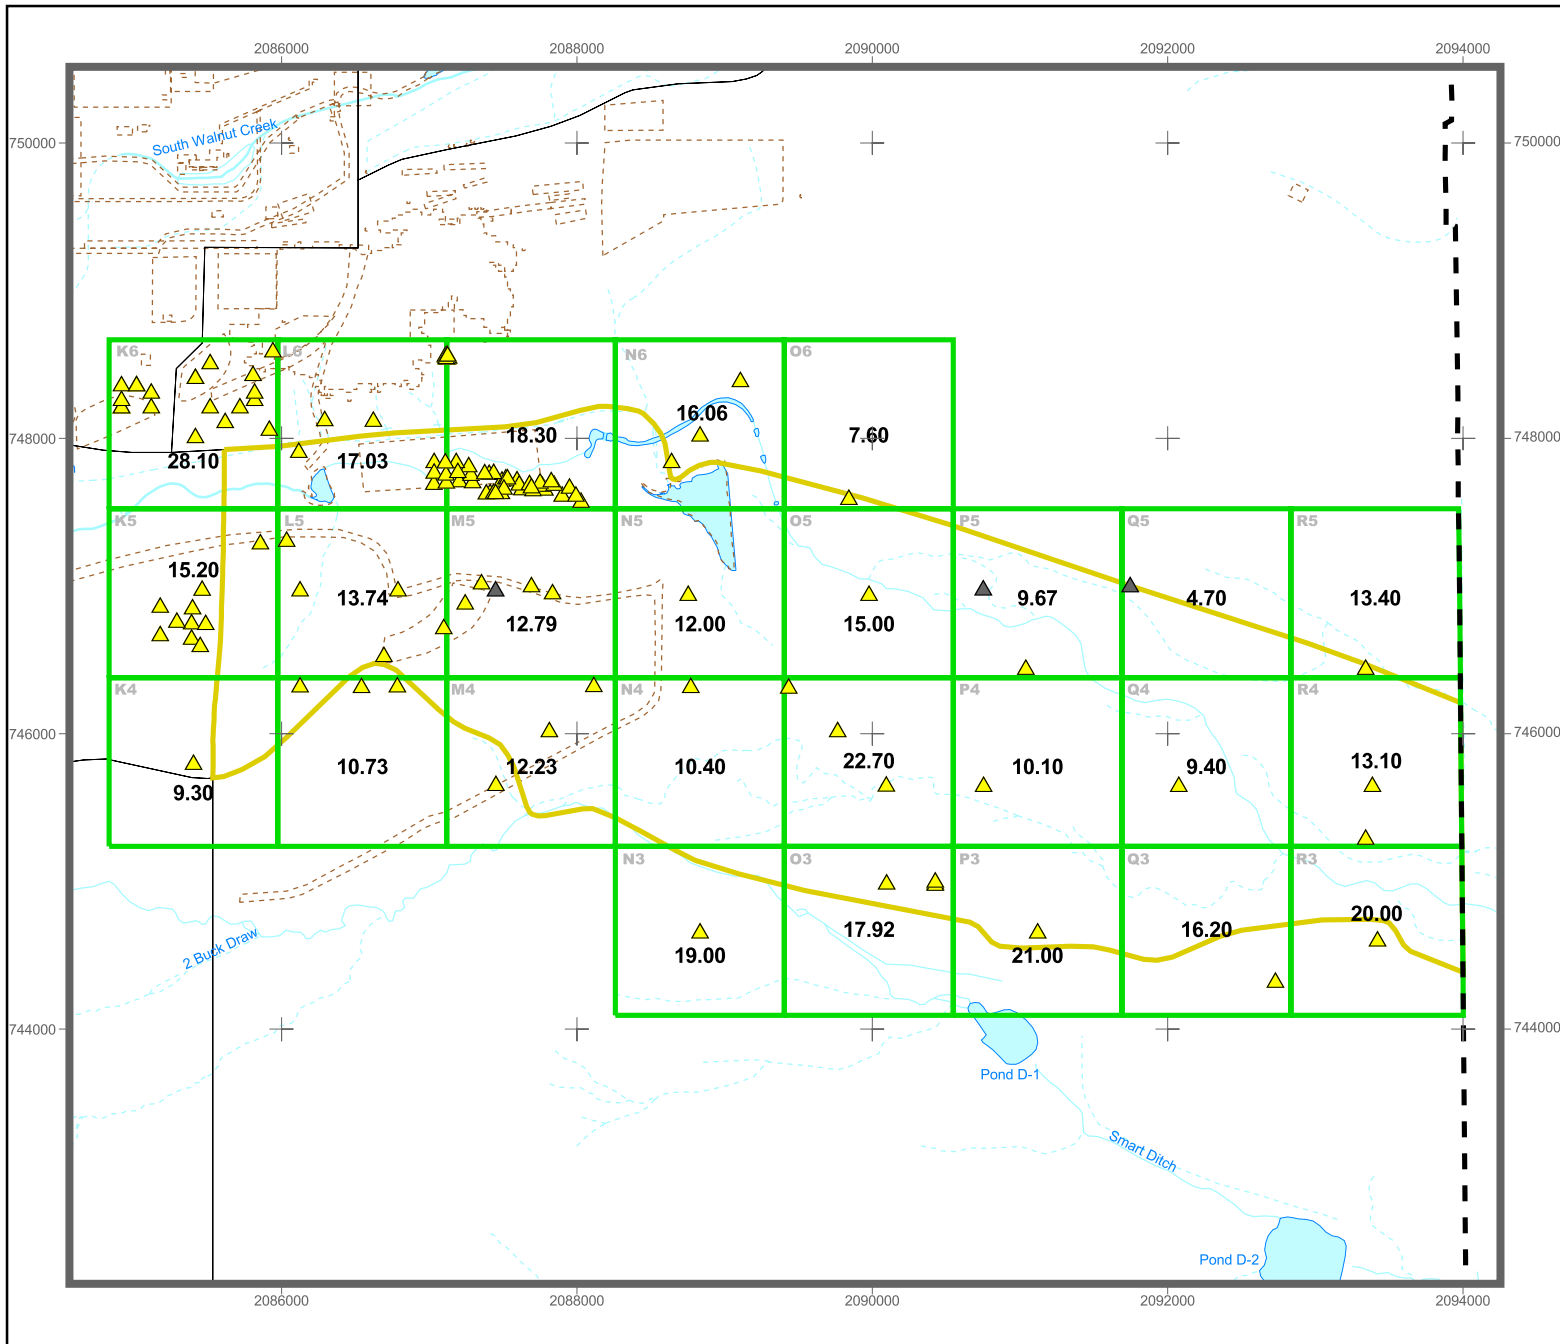 2086000 2088000 2090000 2092000 2094000
South Walnut Creek
750000 750000
K6 L6 N6 O6
16.06
748000 18.30 7.60 748000
28.10 17.03
K5 L5 M5 N5 O5 P5 Q5 R5
15.20 13.74 9.67 4.70 13.40
12.79 12.00 15.00
K4 M4 N4 P4 Q4 R4
746000 746000
22.70 13.10
10.73 12.23 10.40 10.10 9.40
9.30
N3 O3 P3 Q3 R3
20.00
17.92 16.20
2 Buck Draw
19.00 21.00
744000 744000
Pond D-1
Smart Ditch
Pond D-2
2086000 2088000 2090000 2092000 2094000